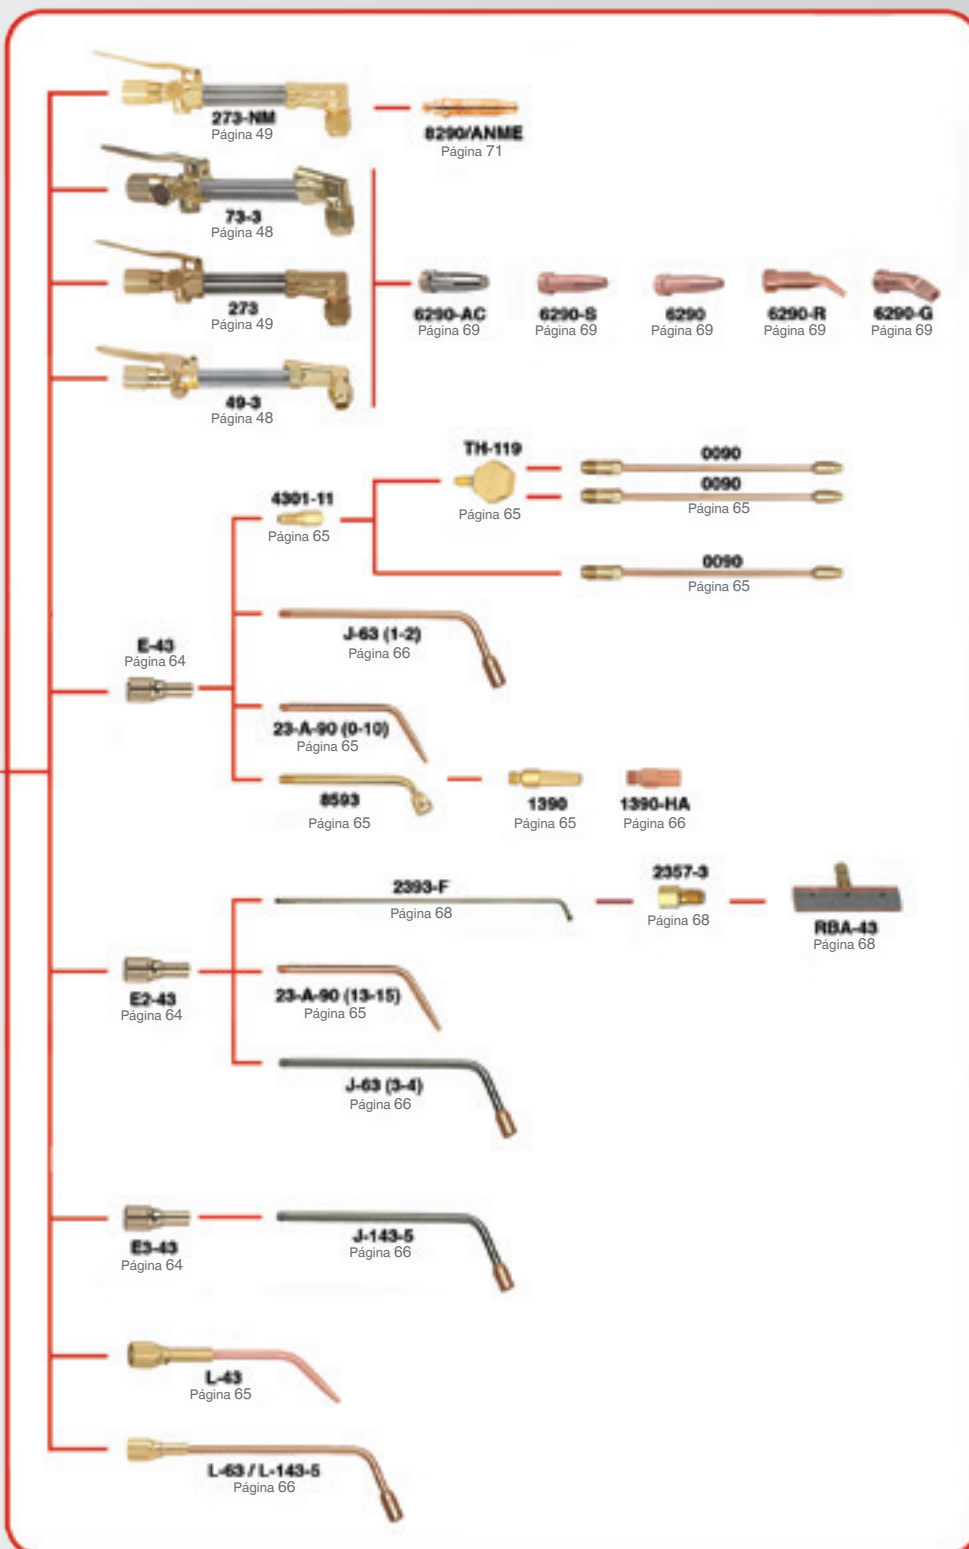 273-NM
Página 49
8290/ANME
Página 71
73-3
Página 48
273
Página 49
6290-AC
Página 69
6290-S
Página 69
6290
Página 69
6290-R
Página 69
6290-G
Página 69
49-3
Página 48
TH-119
Página 65
0090
0090
Página 65
4301-11
Página 65
0090
Página 65
J-63 (1-2)
Página 66
E-43
Página 64
23-A-90 (0-10)
Página 65
8593
Página 65
1390
Página 65
1390-HA
Página 66
2393-F
Página 68
2357-3
Página 68
RBA-43
Página 68
E2-43
Página 64
23-A-90 (13-15)
Página 65
J-63 (3-4)
Página 66
E3-43
Página 64
J-143-5
Página 66
L-43
Página 65
L-63 / L-143-5
Página 66